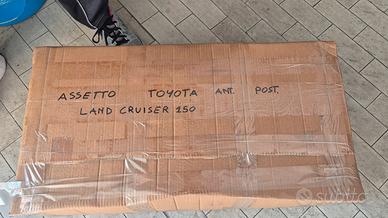 ASSETTO TOYOTA ANT. POST.
LAND CRUISER 150
subito